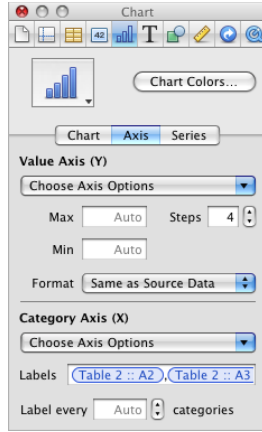 Chart
42
T
Chart Colors...
Chart Axis Series
Value Axis (Y)
Choose Axis Options
Max Auto Steps 4
Min Auto
Format Same as Source Data
Category Axis (X)
Choose Axis Options
Labels Table 2 :: A2 , Table 2 :: A3
Label every Auto categories